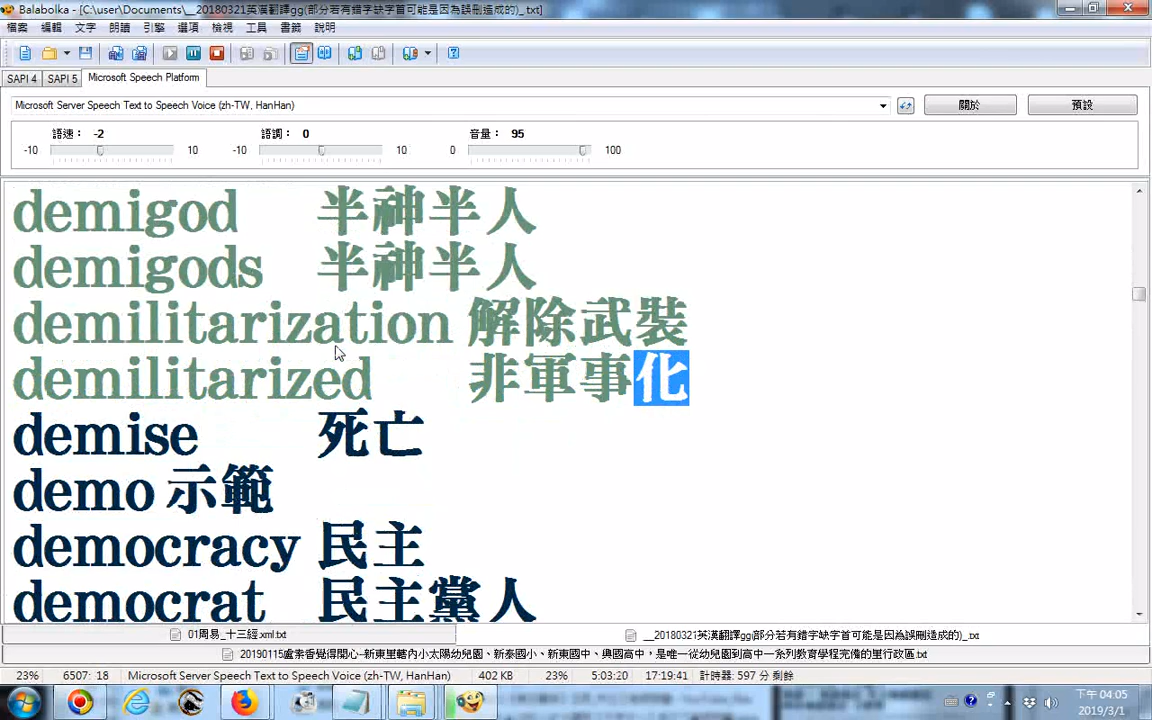 Balabolka - [C:\user\Documents\__20180321英漢翻譯gg(部分若有錯字缺字首可能是因為誤刪造成的)_.txt]
檔案 編輯 文字 朗讀 引擎 選項 檢視 工具 書籤 說明
SAPI 4 SAPI 5 Microsoft Speech Platform
Microsoft Server Speech Text to Speech Voice (zh-TW, HanHan) 關於 預設
語速： -2 語調： 0 音量： 95
-10 10 -10 10 0 100
demigod 半神半人
demigods 半神半人
demilitarization 解除武裝
demilitarized 非軍事化
demise 死亡
demo 示範
democracy 民主
democrat 民主黨人
01周易_十三經.xml.txt __20180321英漢翻譯gg(部分若有錯字缺字首可能是因為誤刪造成的)_.txt
20190115盧素香覺得開心-新東里轄內小太陽幼兒園、新泰國小、新東國中、興國高中，是唯一從幼兒園到高中一系列教育學程完備的里行政區.txt
23% 6507: 18 Microsoft Server Speech Text to Speech Voice (zh-TW, HanHan) 402 KB 23% 5:03:20 17:19:41 計時器: 597 分 剩餘
下午 04:05
2019/3/1